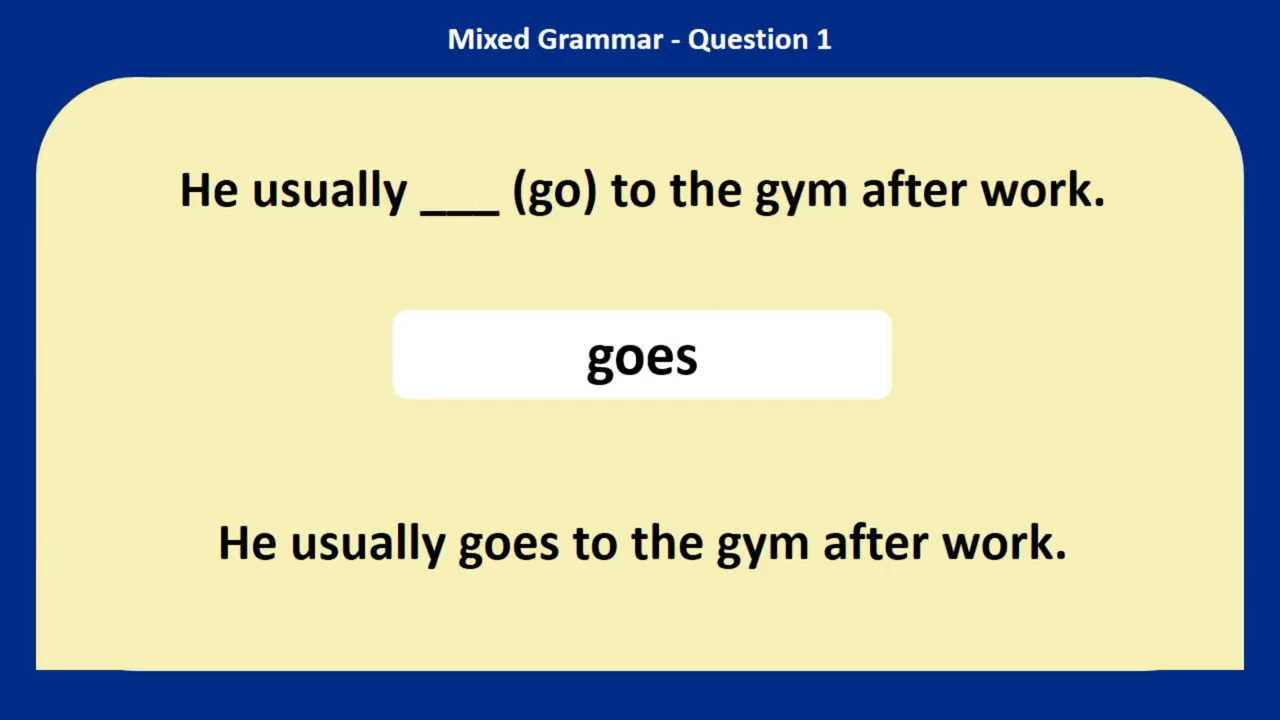 Mixed Grammar - Question 1
He usually ___ (go) to the gym after work.
goes
He usually goes to the gym after work.